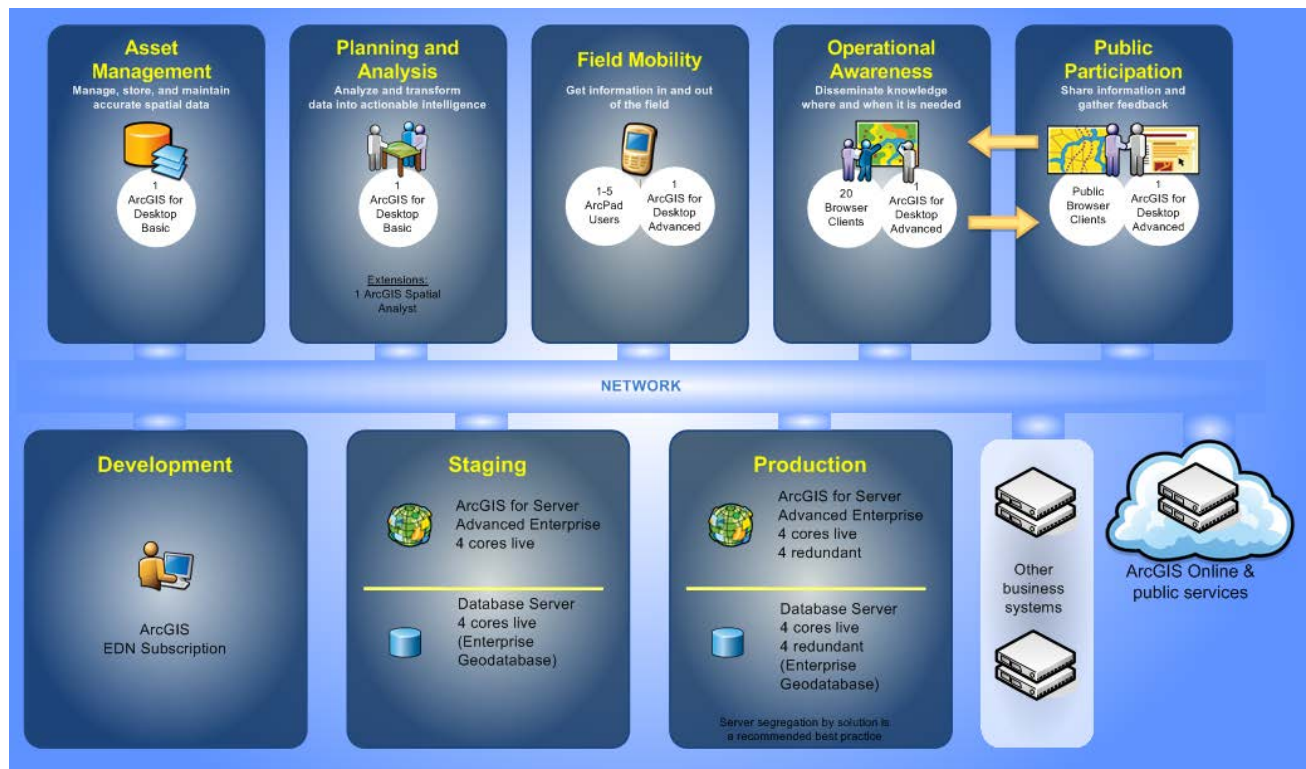 Asset
Management
Manage, store, and maintain
accurate spatial data
1
ArcGIS for
Desktop
Basic
Planning and
Analysis
Analyze and transform
data into actionable intelligence
1
ArcGIS for
Desktop
Basic
Extensions:
1 ArcGIS Spatial
Analyst
Field Mobility
Get information in and out
of the field
1-5
ArcPad
Users
1
ArcGIS for
Desktop
Advanced
Operational
Awareness
Disseminate knowledge
where and when it is needed
20
Browser
Clients
1
ArcGIS for
Desktop
Advanced
Public
Participation
Share information and
gather feedback
Public
Browser
Clients
1
ArcGIS for
Desktop
Advanced
NETWORK
Development
ArcGIS
EDN Subscription
Staging
ArcGIS for Server
Advanced Enterprise
4 cores live
Database Server
4 cores live
(Enterprise
Geodatabase)
Production
ArcGIS for Server
Advanced Enterprise
4 cores live
4 redundant
Database Server
4 cores live
4 redundant
(Enterprise
Geodatabase)
Server segregation by solution is
a recommended best practice
Other
business
systems
ArcGIS Online &
public services